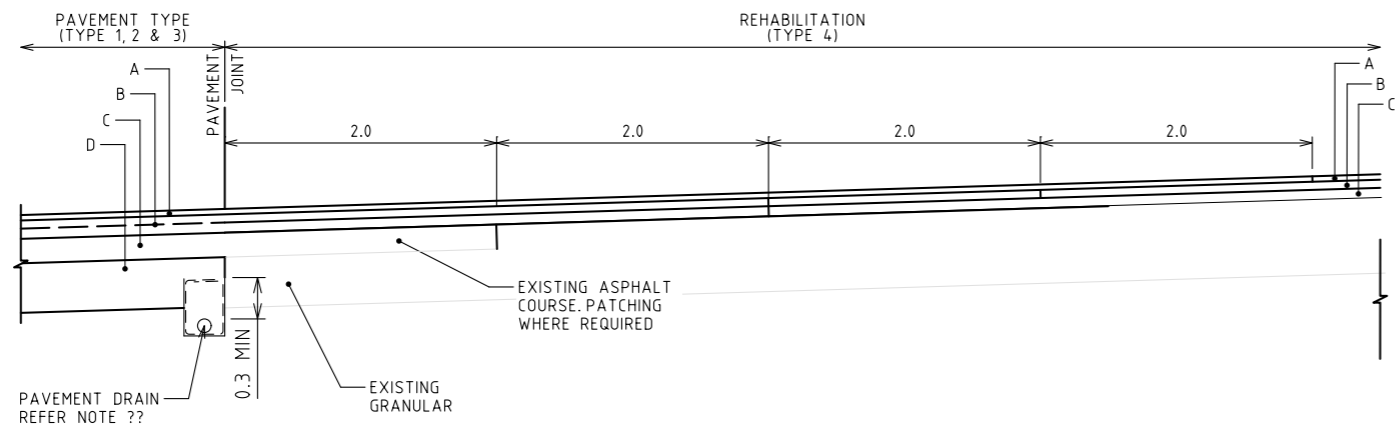 PAVEMENT TYPE
(TYPE 1, 2 & 3)
REHABILITATION
(TYPE 4)
PAVEMENT
JOINT
A
B
C
D
2.0
2.0
2.0
2.0
A
B
C
EXISTING ASPHALT
COURSE. PATCHING
WHERE REQUIRED
0.3 MIN
EXISTING
GRANULAR
PAVEMENT DRAIN
REFER NOTE ??